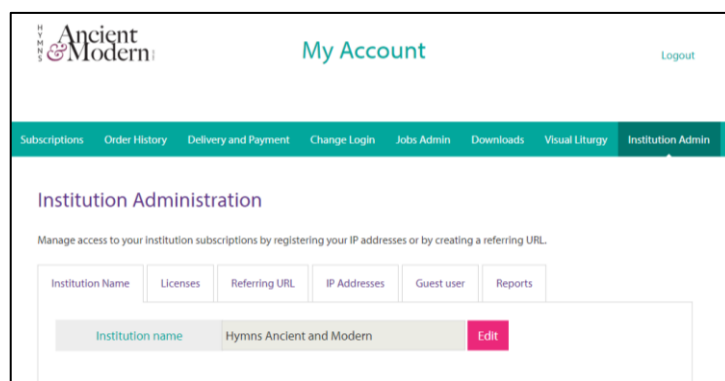 HYMNS
Ancient
& Modern
My Account
Logout
Subscriptions Order History Delivery and Payment Change Login Jobs Admin Downloads Visual Liturgy Institution Admin
Institution Administration
Manage access to your institution subscriptions by registering your IP addresses or by creating a referring URL.
Institution Name Licenses Referring URL IP Addresses Guest user Reports
Institution name Hymns Ancient and Modern Edit